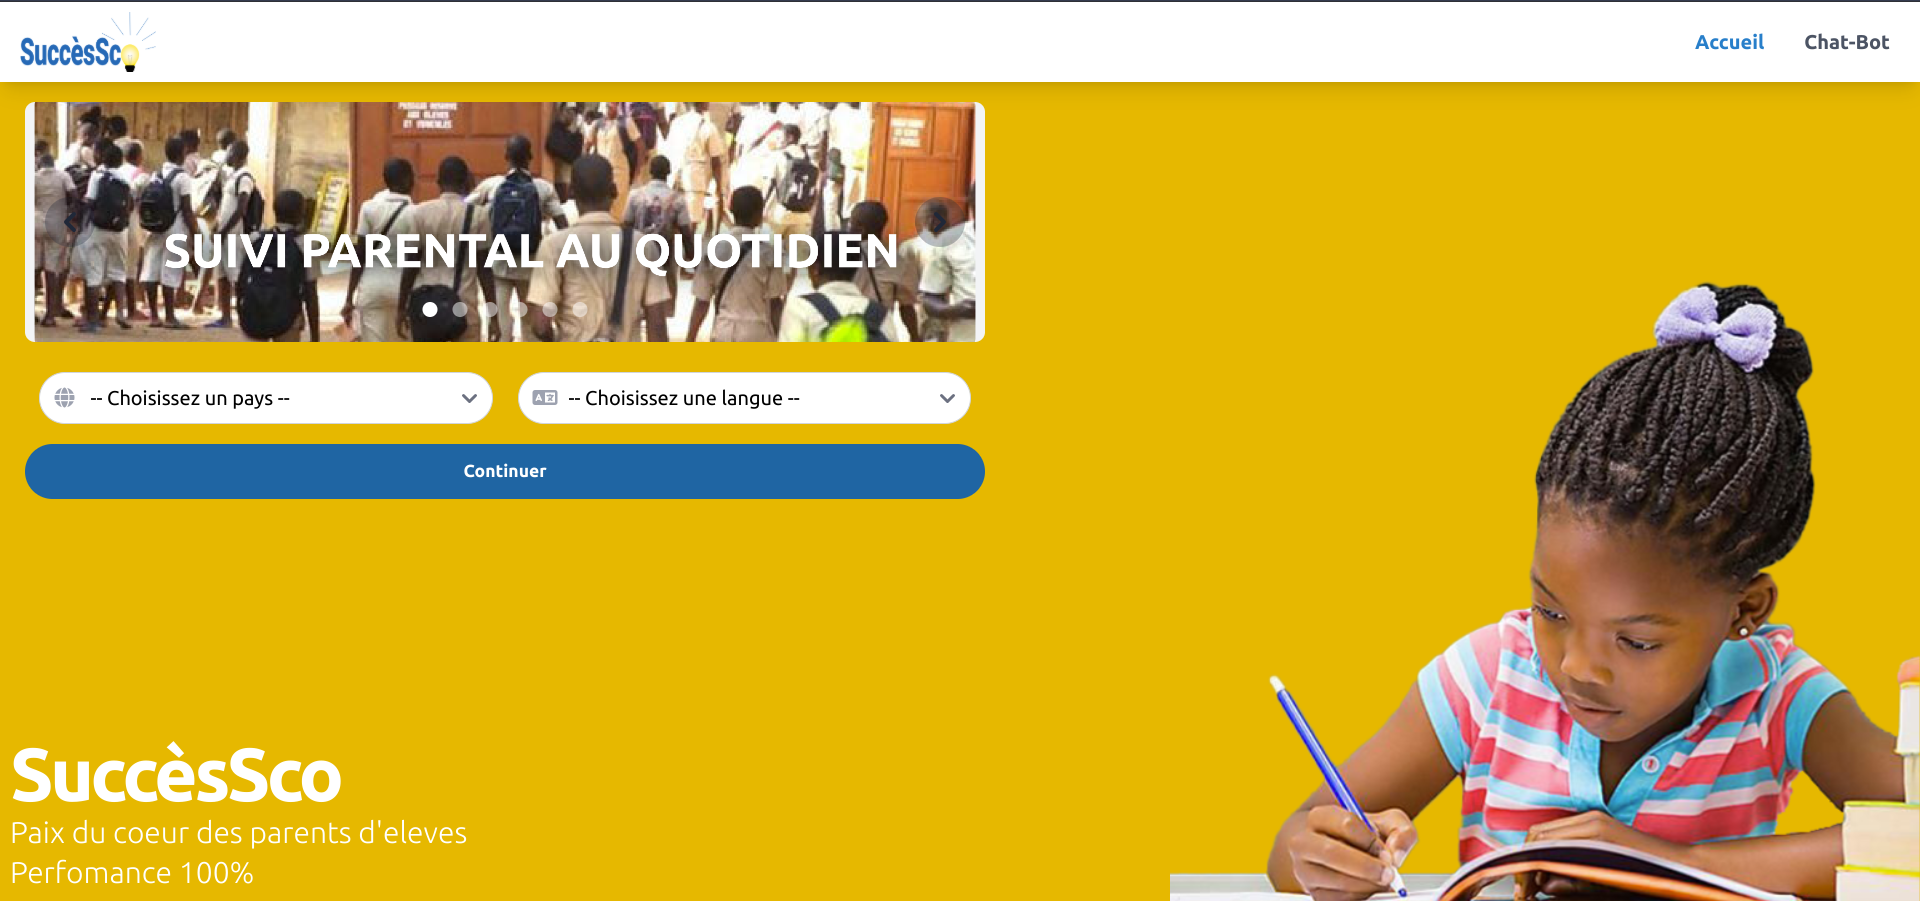 SuccèsSco
Accueil
Chat-Bot
ET
SUIVI PARENTAL AU QUOTIDIEN
-- Choisissez un pays --
-- Choisissez une langue --
Continuer
SuccèsSco
Paix du coeur des parents d'eleves
Perfomance 100%